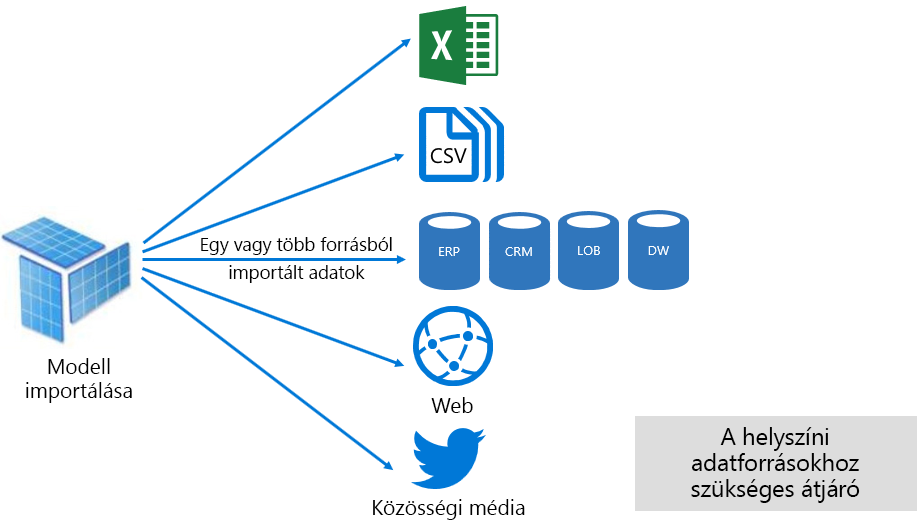 X
CSV
Egy vagy több forrásból
importált adatok
ERP
CRM
LOB
DW
Modell
importálása
Web
Közösségi média
A helyszíni
adatforrásokhoz
szükséges átjáró